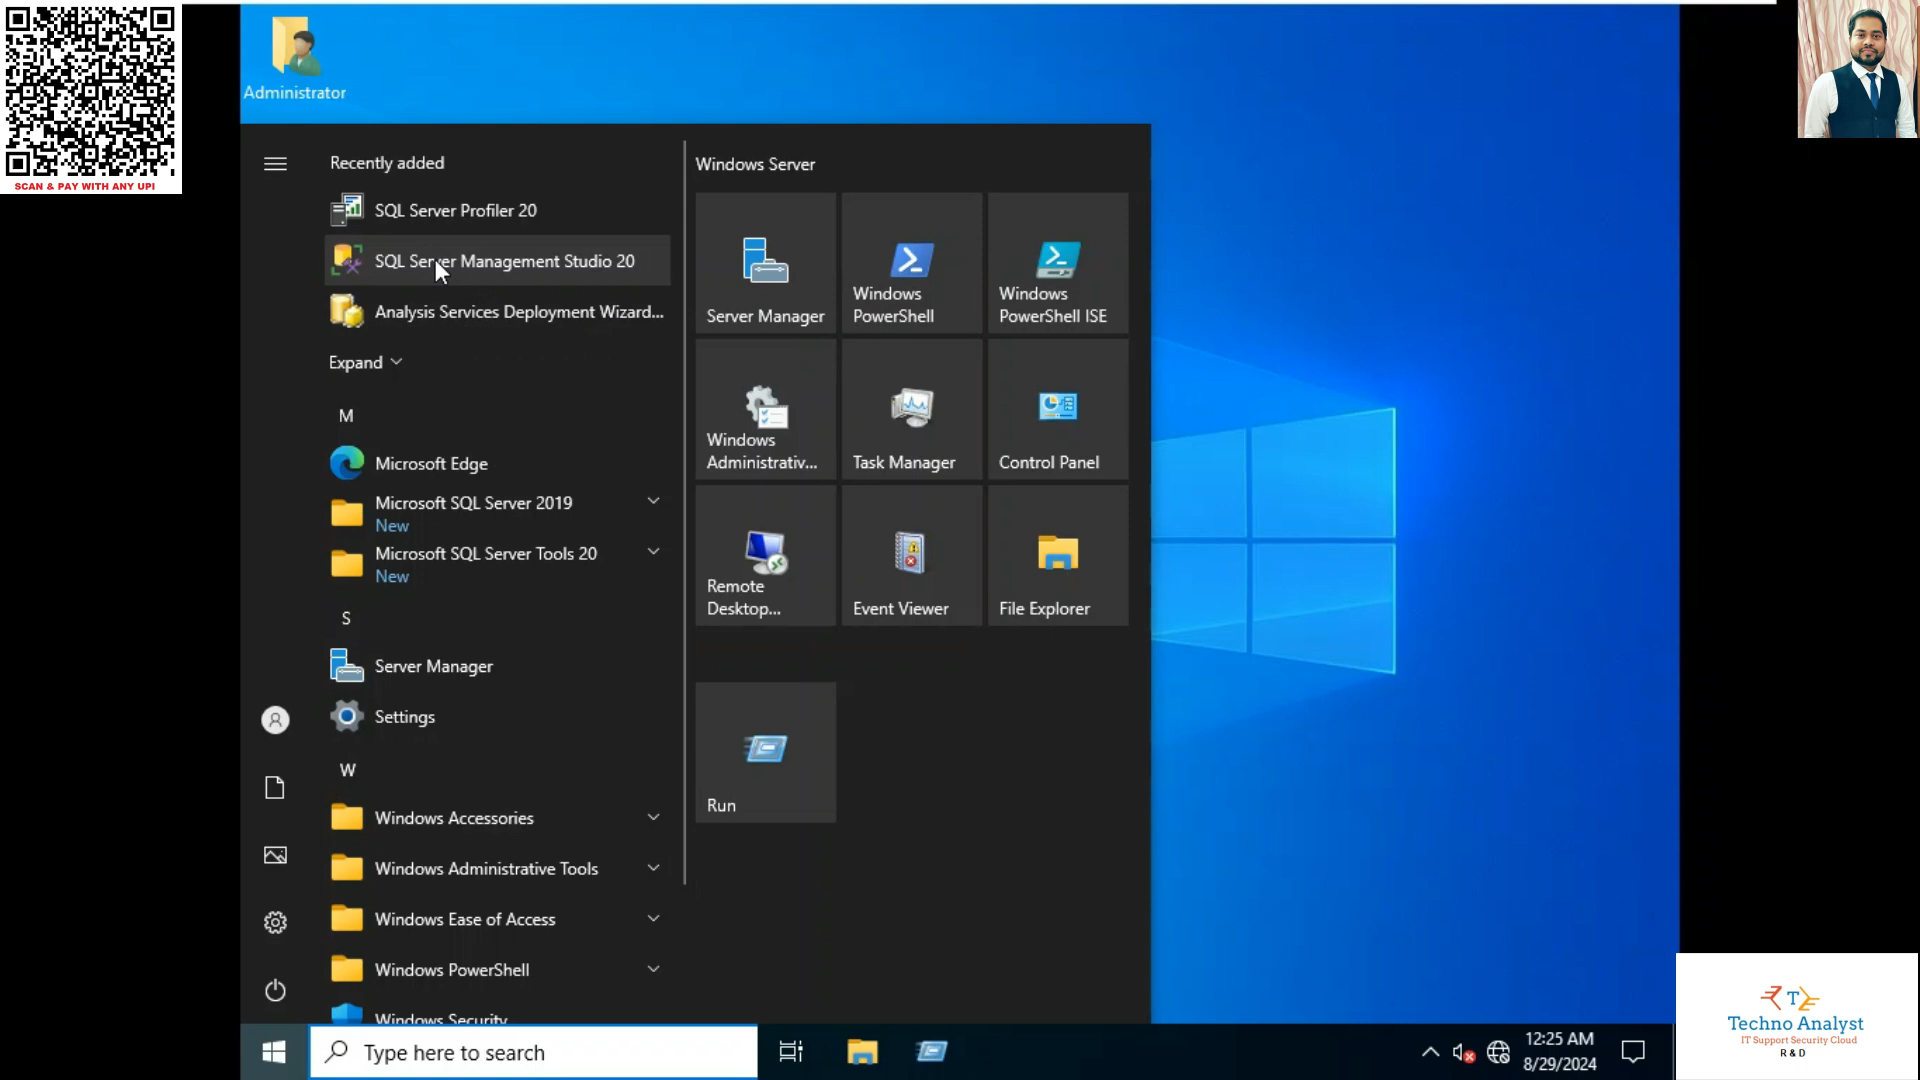 SCAN & PAY WITH ANY UPI
Administrator
Recently added
SQL Server Profiler 20
SQL Server Management Studio 20
Analysis Services Deployment Wizard...
Expand
M
Microsoft Edge
Microsoft SQL Server 2019
New
Microsoft SQL Server Tools 20
New
S
Server Manager
Settings
W
Windows Accessories
Windows Administrative Tools
Windows Ease of Access
Windows PowerShell
Windows Security
Windows Server
Server Manager
Windows
PowerShell
Windows
PowerShell ISE
Windows
Administrativ...
Task Manager
Control Panel
Remote
Desktop...
Event Viewer
File Explorer
Run
Type here to search
12:25 AM
8/29/2024
T
Techno Analyst
IT Support Security Cloud
R & D